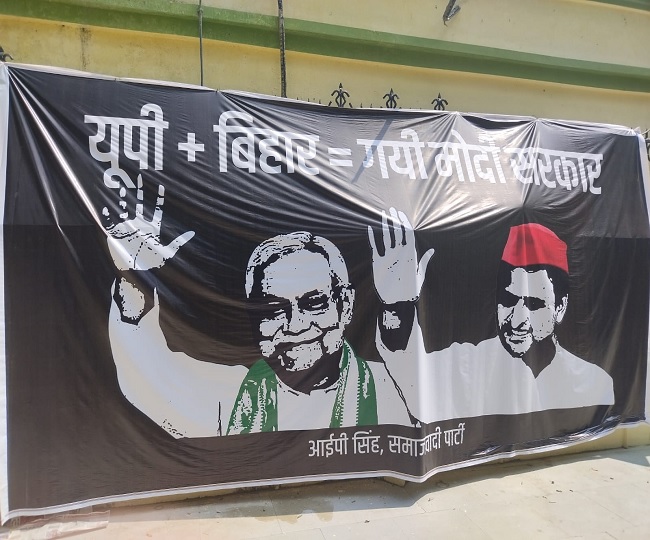 यूपी + बिहार = गयी मोदी सरकार
आईपी सिंह, समाजवादी पार्टी